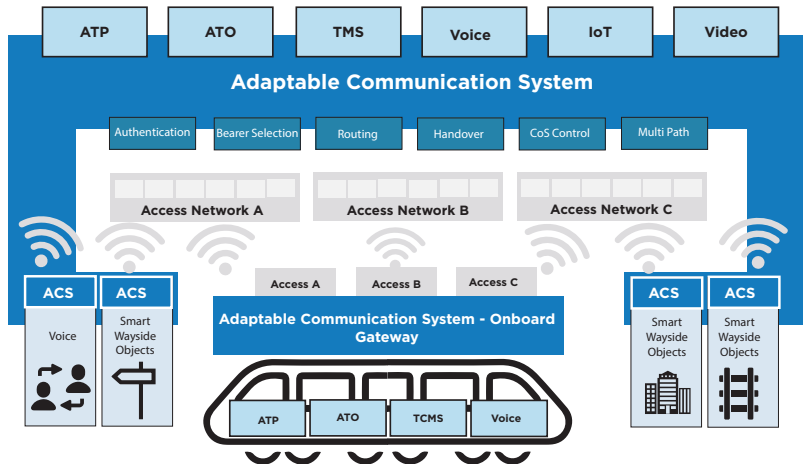 ATP
ATO
TMS
Voice
IoT
Video
Adaptable Communication System
Authentication
Bearer Selection
Routing
Handover
CoS Control
Multi Path
Access Network A
Access Network B
Access Network C
Access A
Access B
Access C
ACS
ACS
ACS
ACS
Voice
Smart
Wayside
Objects
Adaptable Communication System - Onboard
Gateway
Smart
Wayside
Objects
Smart
Wayside
Objects
ATP
ATO
TCMS
Voice